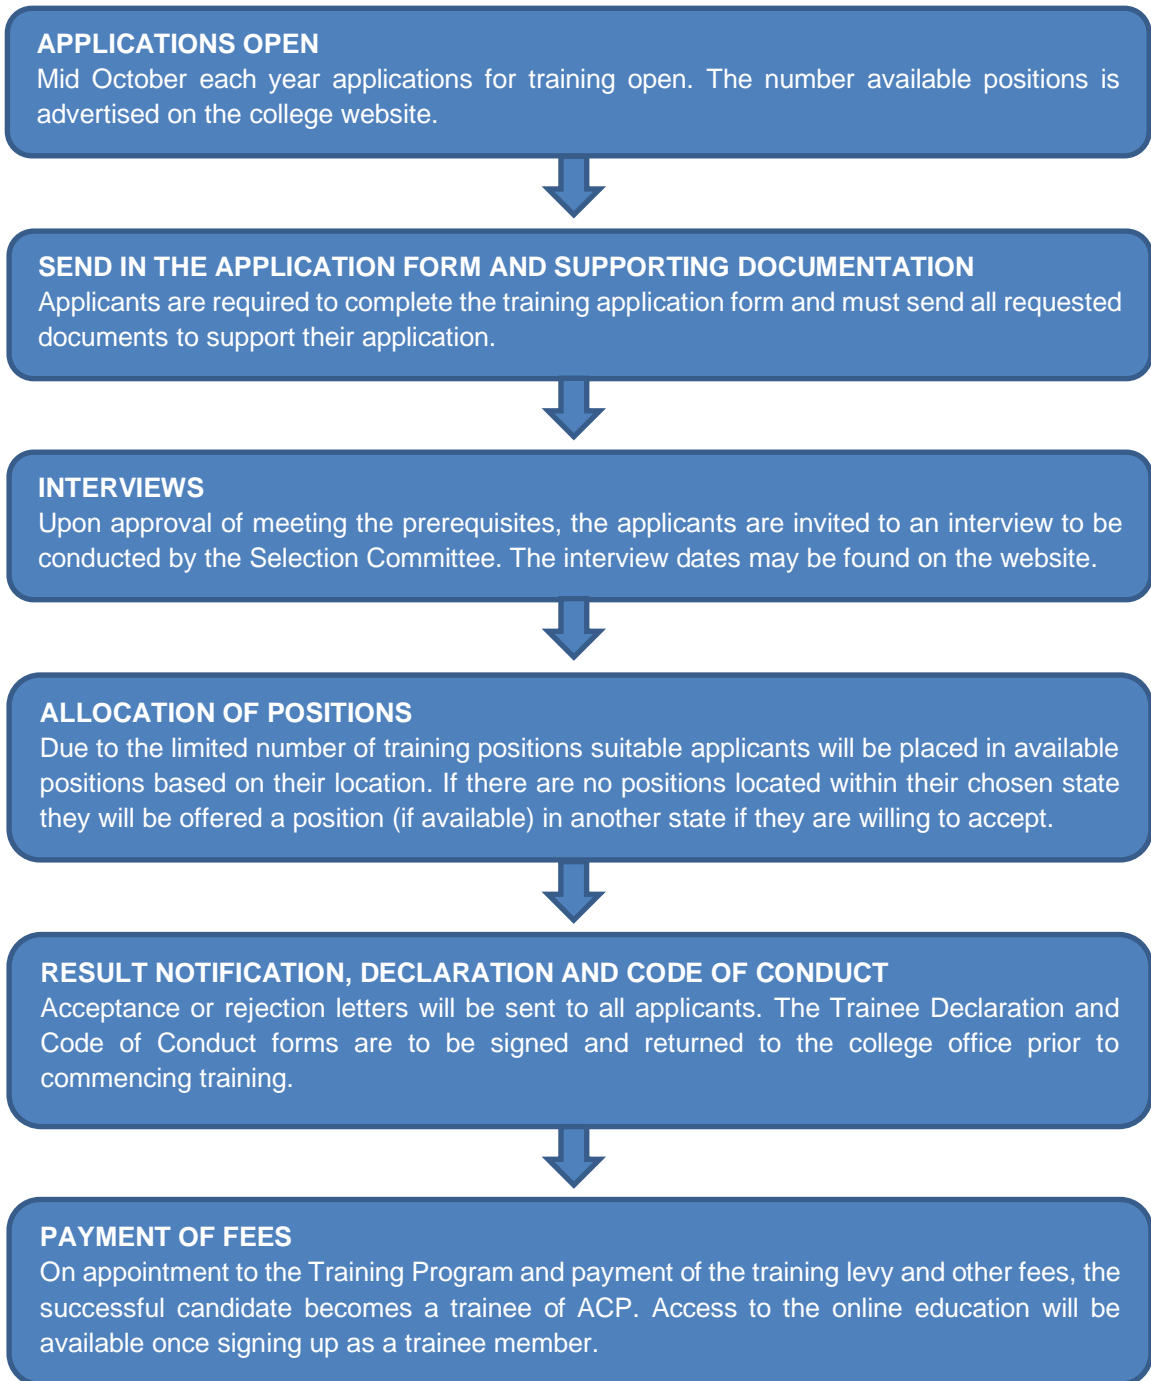 APPLICATIONS OPEN
Mid October each year applications for training open. The number available positions is
advertised on the college website.
SEND IN THE APPLICATION FORM AND SUPPORTING DOCUMENTATION
Applicants are required to complete the training application form and must send all requested
documents to support their application.
INTERVIEWS
Upon approval of meeting the prerequisites, the applicants are invited to an interview to be
conducted by the Selection Committee. The interview dates may be found on the website.
ALLOCATION OF POSITIONS
Due to the limited number of training positions suitable applicants will be placed in available
positions based on their location. If there are no positions located within their chosen state
they will be offered a position (if available) in another state if they are willing to accept.
RESULT NOTIFICATION, DECLARATION AND CODE OF CONDUCT
Acceptance or rejection letters will be sent to all applicants. The Trainee Declaration and
Code of Conduct forms are to be signed and returned to the college office prior to
commencing training.
PAYMENT OF FEES
On appointment to the Training Program and payment of the training levy and other fees, the
successful candidate becomes a trainee of ACP. Access to the online education will be
available once signing up as a trainee member.